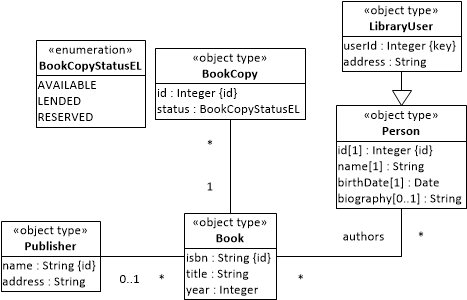 «enumeration»
BookCopyStatusEL
AVAILABLE
LENDED
RESERVED
«object type»
BookCopy
id : Integer {id}
status : BookCopyStatusEL
«object type»
LibraryUser
userId : Integer {key}
address : String
«object type»
Person
id[1] : Integer {id}
name[1] : String
birthDate[1] : Date
biography[0..1] : String
*
1
authors
*
«object type»
Publisher
name : String {id}
address : String
0..1
*
«object type»
Book
isbn : String {id}
title : String
year : Integer
*